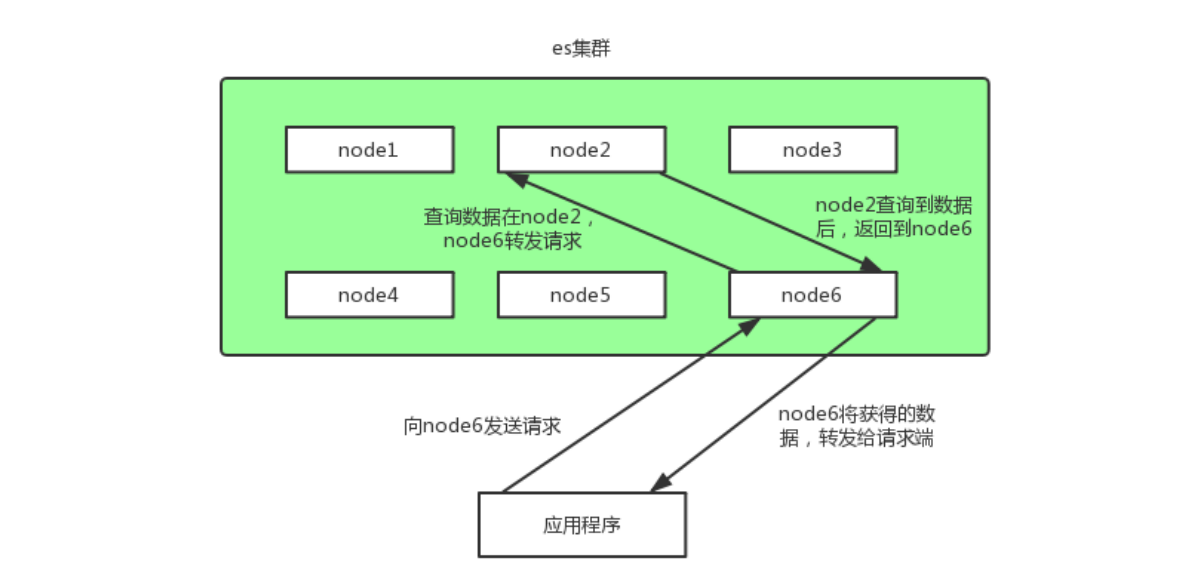 es集群
node1
node2
node3
查询数据在node2，
node6转发请求
node2查询到数据
后，返回到node6
node4
node5
node6
向node6发送请求
node6将获得的数
据，转发给请求端
应用程序